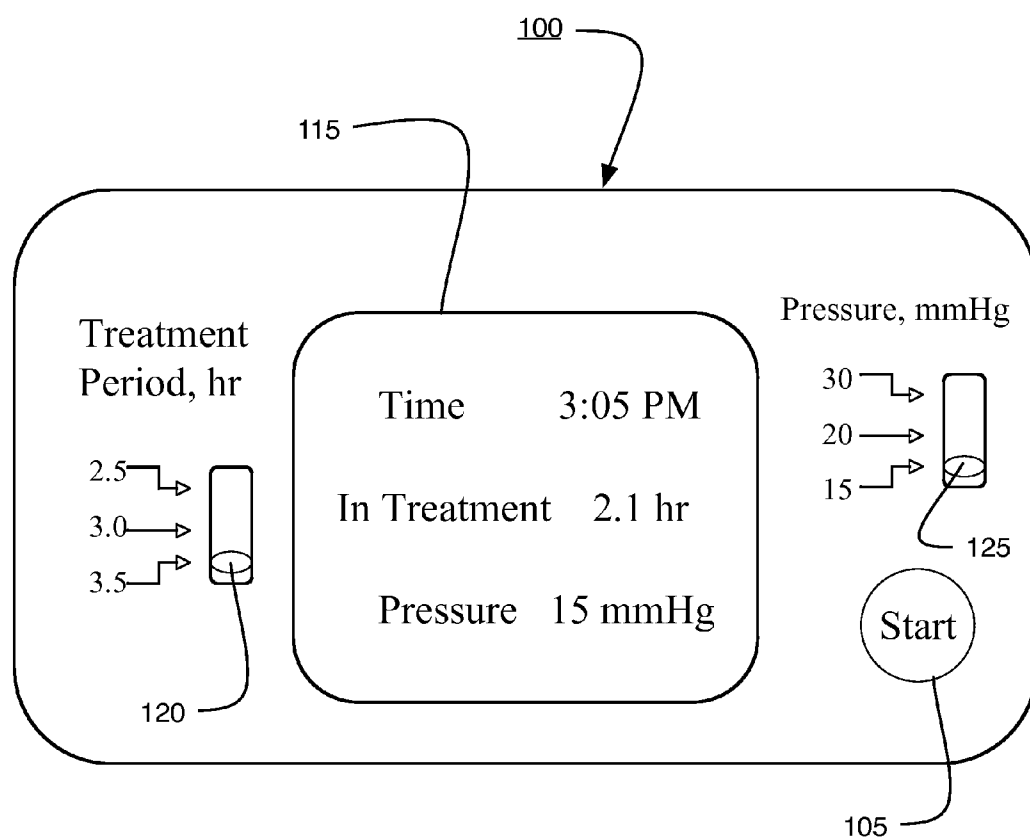 100
115
Treatment
Period, hr
2.5
3.0
3.5
120
Time 3:05 PM
In Treatment 2.1 hr
Pressure 15 mmHg
Pressure, mmHg
30
20
15
125
Start
105